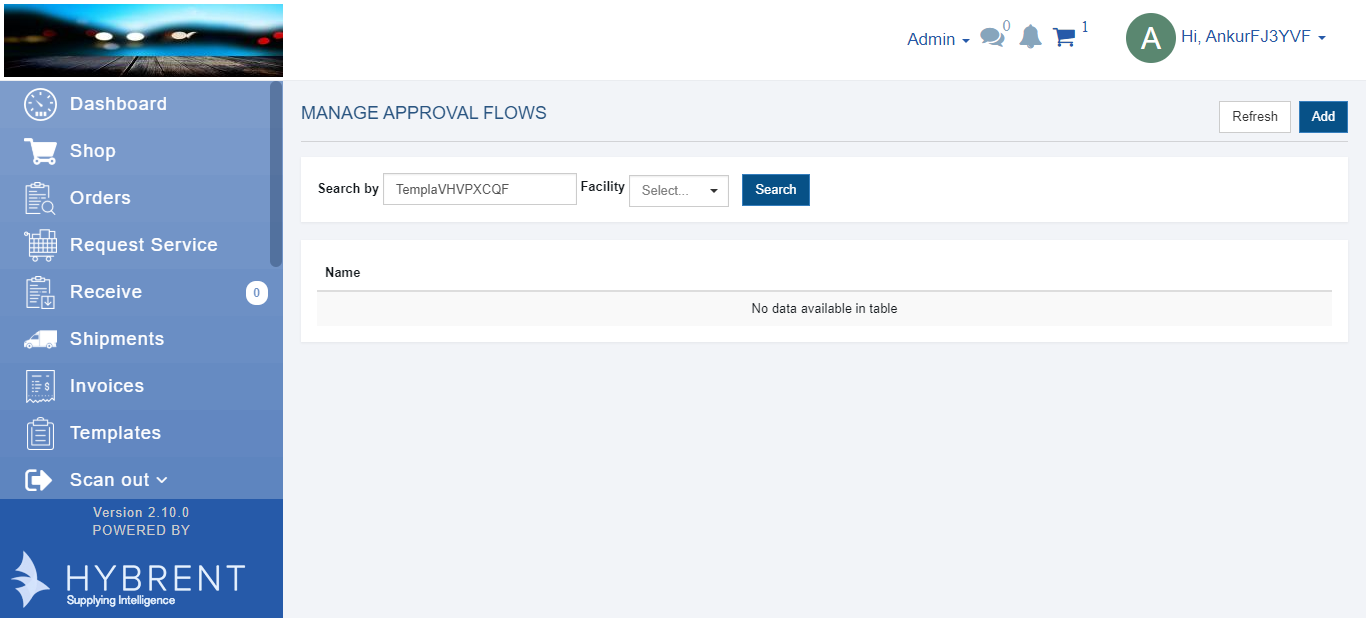 Admin
0
1
A
Hi, AnkurFJ3YVF
Dashboard
Shop
Orders
Request Service
Receive 0
Shipments
Invoices
Templates
Scan out
Version 2.10.0
POWERED BY
HYBRENT
Supplying Intelligence
MANAGE APPROVAL FLOWS
Refresh Add
Search by TemplaVHVPXCQF Facility Select... Search
Name
No data available in table